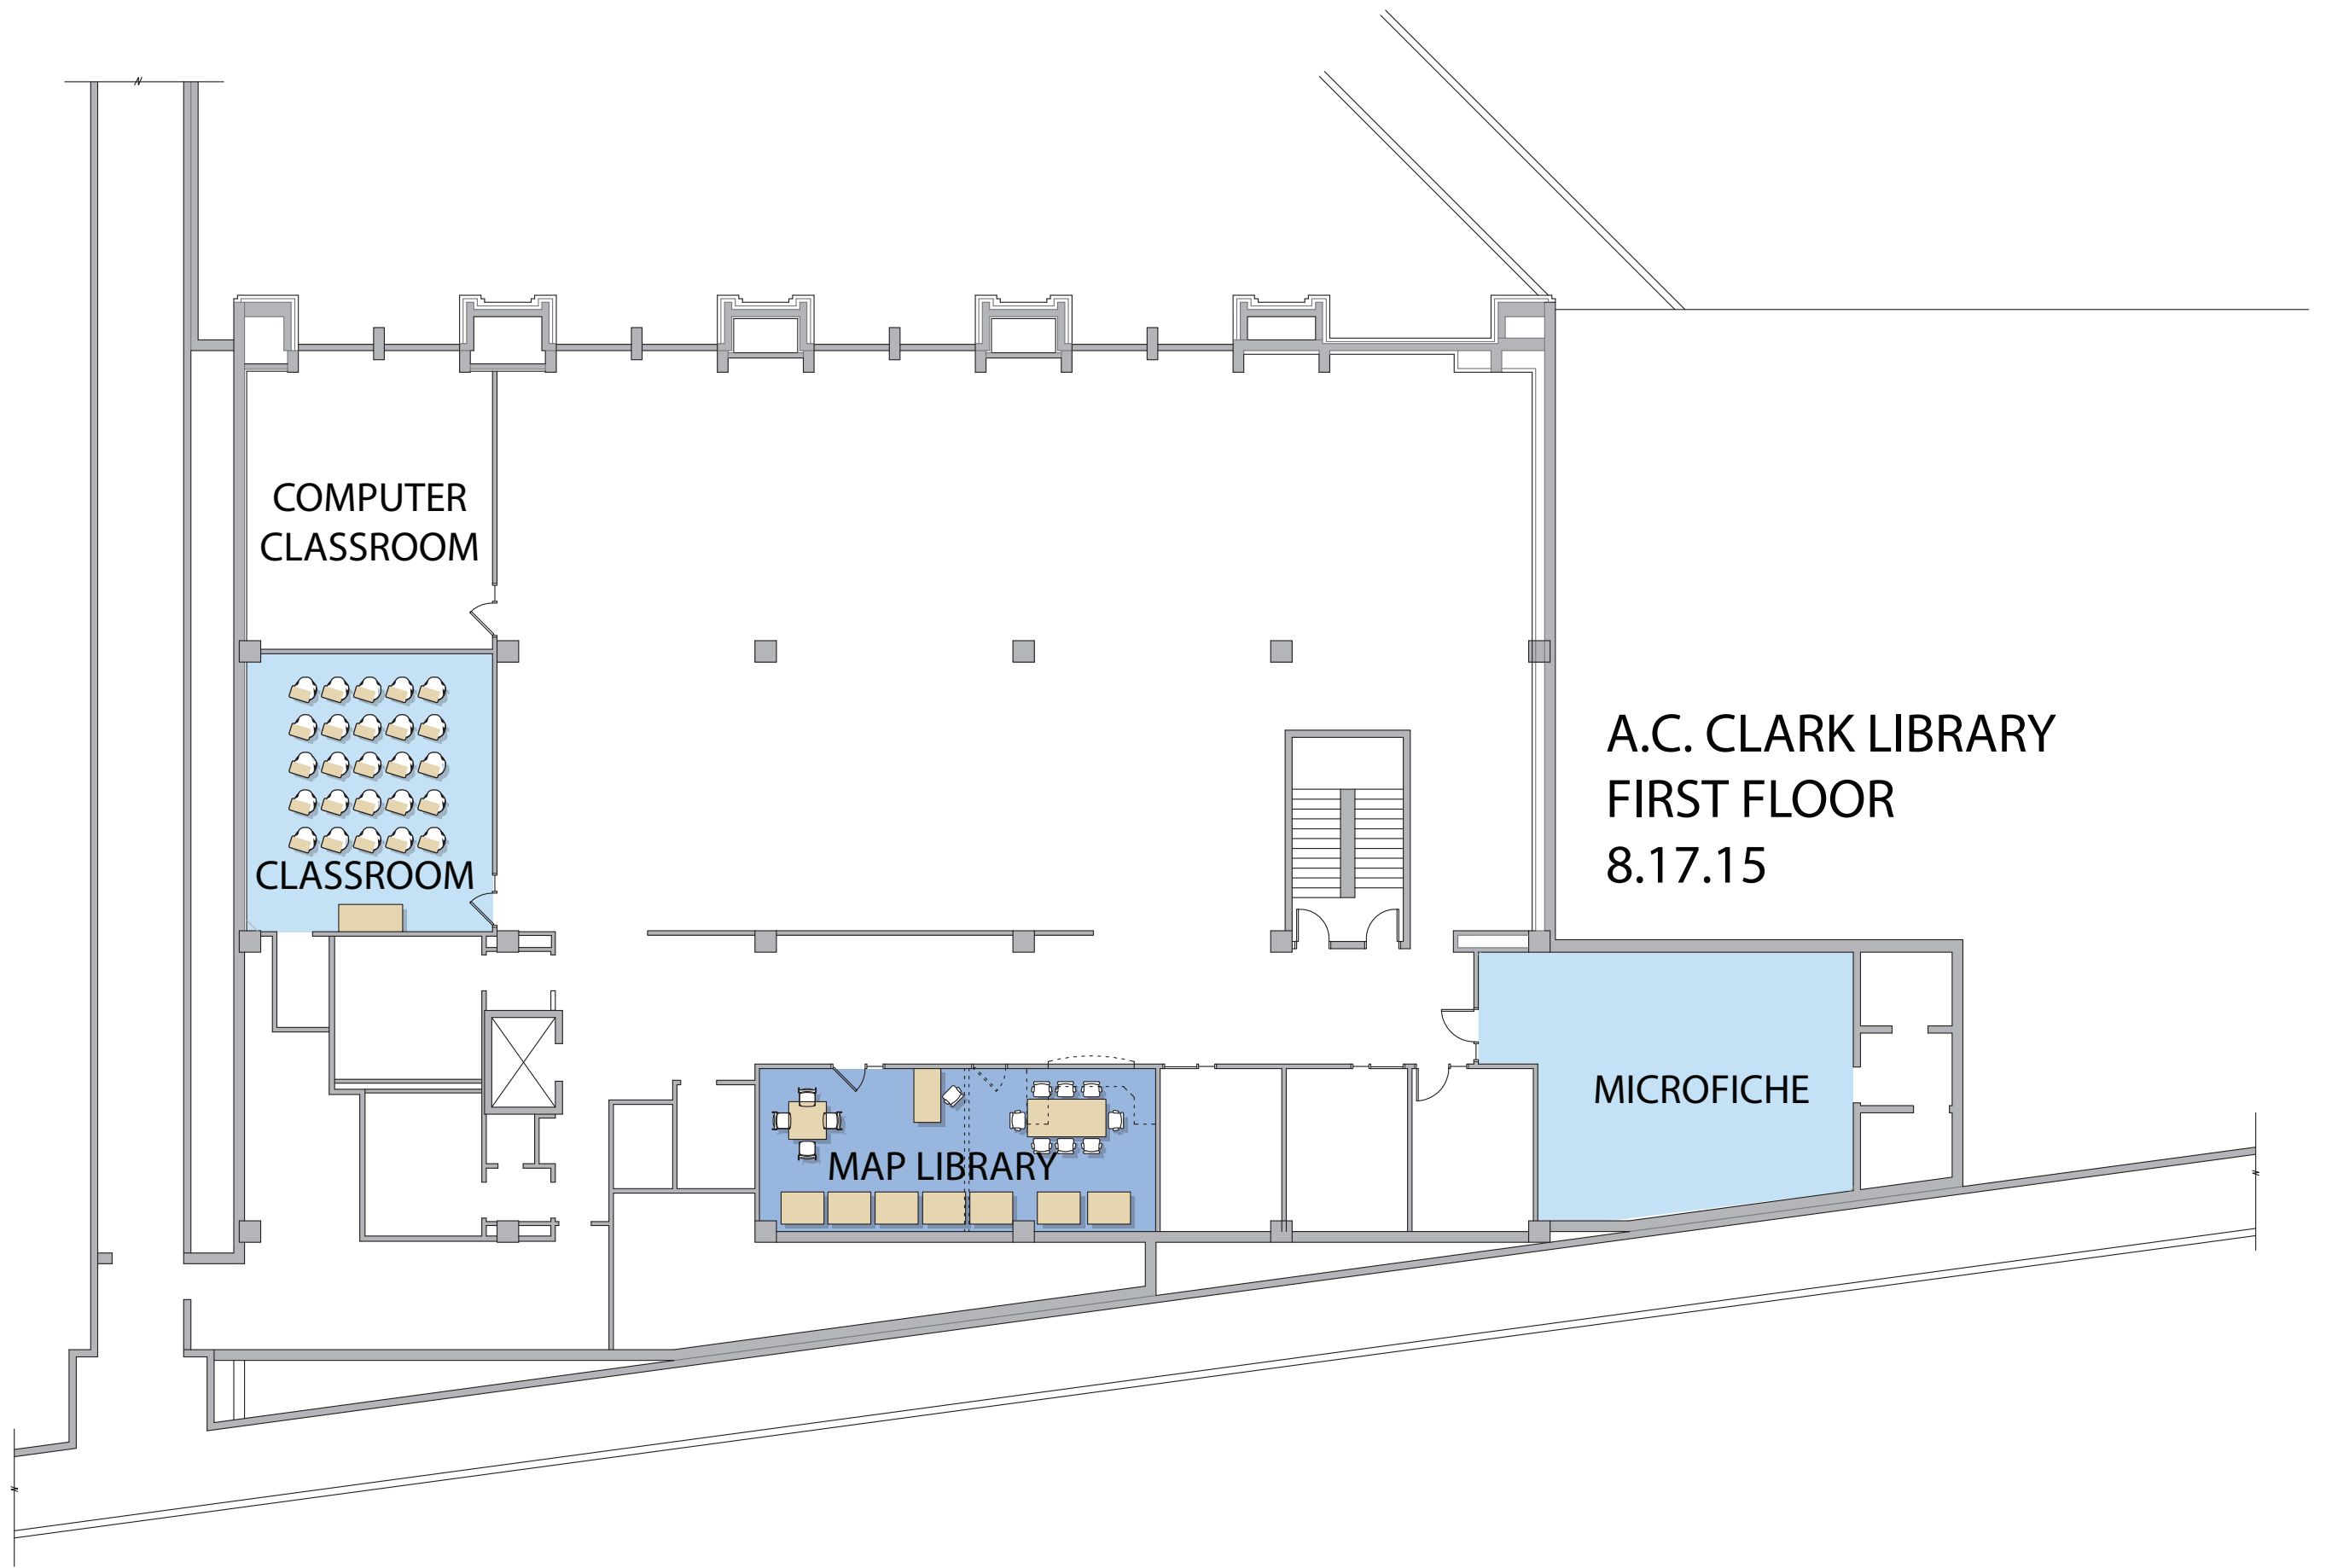 COMPUTER
CLASSROOM
CLASSROOM
A.C. CLARK LIBRARY
FIRST FLOOR
8.17.15
MICROFICHE
MAP LIBRARY